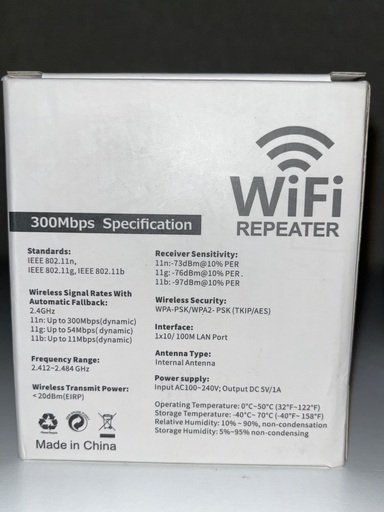 WiFi
REPEATER
300Mbps Specification
Standards:
IEEE 802.11n,
IEEE 802.11g, IEEE 802.11b
Wireless Signal Rates With
Automatic Fallback:
2.4GHz
11n: Up to 300Mbps(dynamic)
11g: Up to 54Mbps( dynamic)
11b: Up to 11Mbps(dynamic)
Frequency Range:
2.412~2.484 GHz
Wireless Transmit Power:
<20dBm(EIRP)
Receiver Sensitivity:
11n:-73dBm@10% PER
11g: -76dBm@10% PER .
11b: -97dBm@10% PER
Wireless Security:
WPA-PSK/WPA2- PSK (TKIP/AES)
Interface:
1x10/ 100M LAN Port
Antenna Type:
Internal Antenna
Power supply:
Input AC100~240V; Output DC 5V/1A
Operating Temperature: 0°C~50°C (32°F~122°F)
Storage Temperature: -40°C~ 70°C (-40°F~ 158°F)
Relative Humidity: 10% ~ 90%, non-condensation
Storage Humidity: 5%~95% non-condensing
Made in China